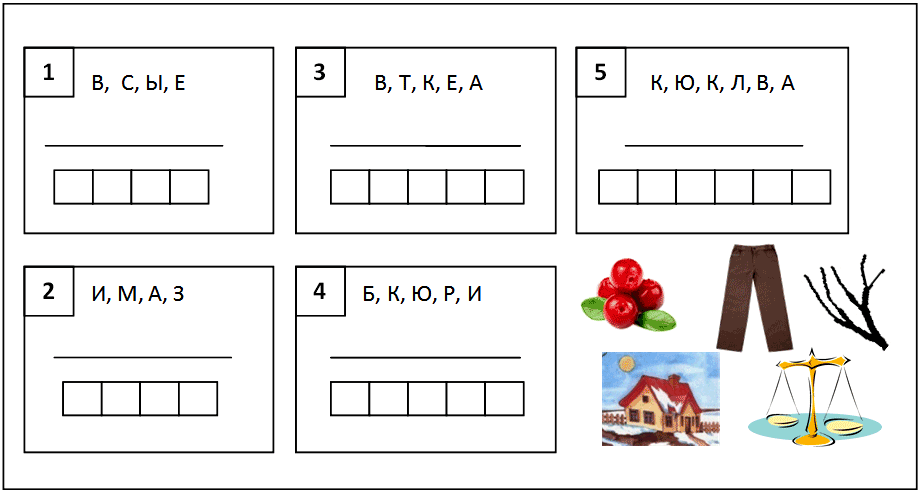 1
В, С, Ы, Е
3
В, Т, К, Е, А
5
К, Ю, К, Л, В, А
2
И, М, А, З
4
Б, К, Ю, Р, И